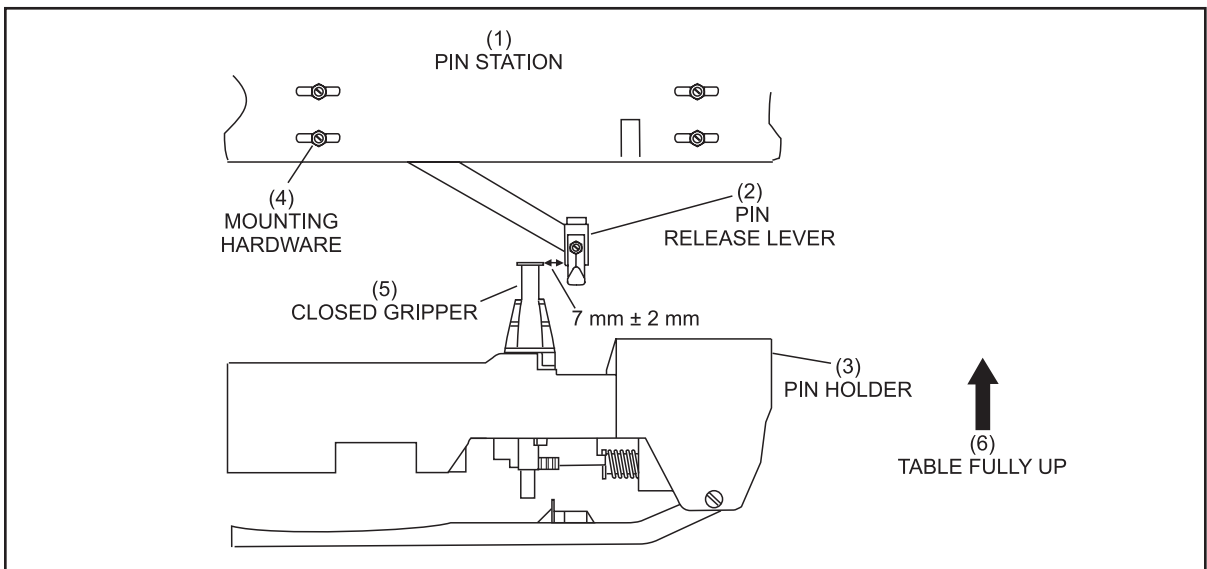 (1)
PIN STATION
(4)
MOUNTING
HARDWARE
(2)
PIN
RELEASE LEVER
(5)
CLOSED GRIPPER
7 mm ± 2 mm
(3)
PIN HOLDER
(6)
TABLE FULLY UP